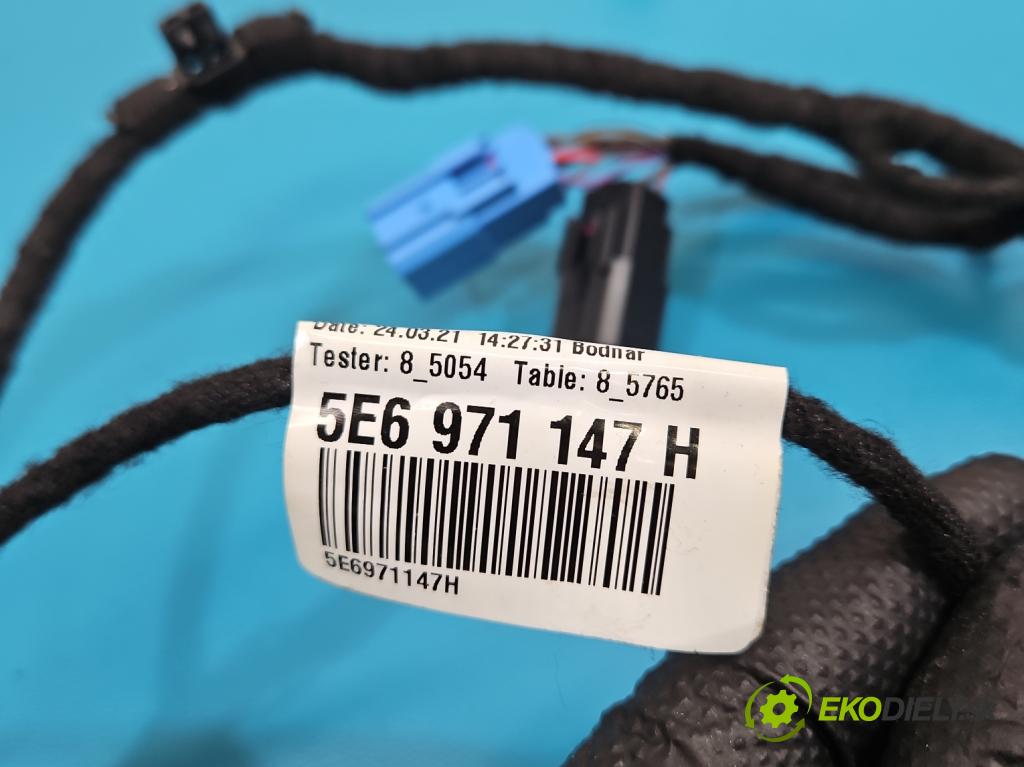 Date: 24.03.21 14:27:31 Bodnar
Tester: 8_5054 Table: 8_5765
5E6 971 147 H
5E6971147H
EKODIELY